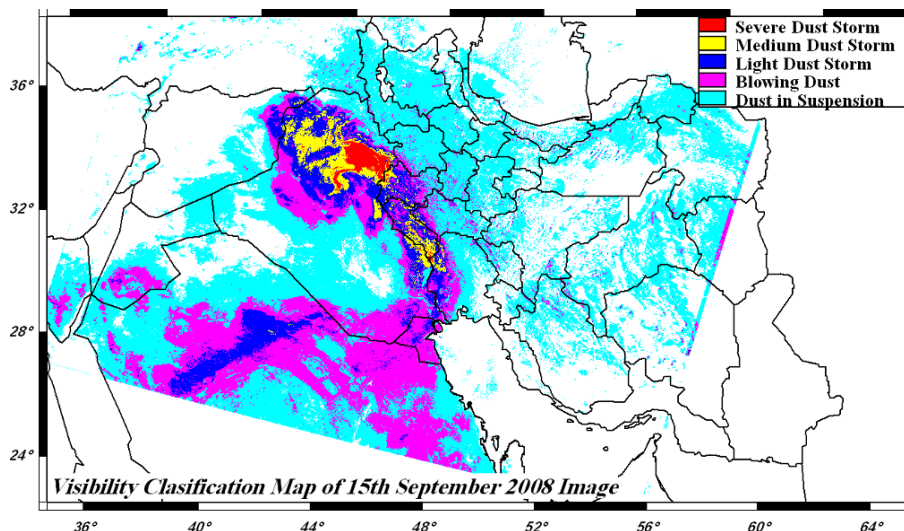 Severe Dust Storm
Medium Dust Storm
Light Dust Storm
Blowing Dust
Dust in Suspension
36°
32°
28°
24°
Visibility Clasification Map of 15th September 2008 Image
36° 40° 44° 48° 52° 56° 60° 64°